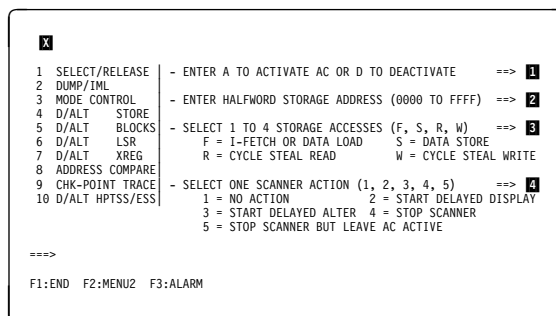 X
1 SELECT/RELEASE - ENTER A TO ACTIVATE AC OR D TO DEACTIVATE ==> 1
2 DUMP/IML
3 MODE CONTROL - ENTER HALFWORD STORAGE ADDRESS (0000 TO FFFF) ==> 2
4 D/ALT STORE
5 D/ALT BLOCKS - SELECT 1 TO 4 STORAGE ACCESSES (F, S, R, W) ==> 3
6 D/ALT LSR F = I-FETCH OR DATA LOAD S = DATA STORE
7 D/ALT XREG R = CYCLE STEAL READ W = CYCLE STEAL WRITE
8 ADDRESS COMPARE
9 CHK-POINT TRACE - SELECT ONE SCANNER ACTION (1, 2, 3, 4, 5) ==> 4
10 D/ALT HPTSS/ESS 1 = NO ACTION 2 = START DELAYED DISPLAY
3 = START DELAYED ALTER 4 = STOP SCANNER
5 = STOP SCANNER BUT LEAVE AC ACTIVE
===>
F1:END F2:MENU2 F3:ALARM